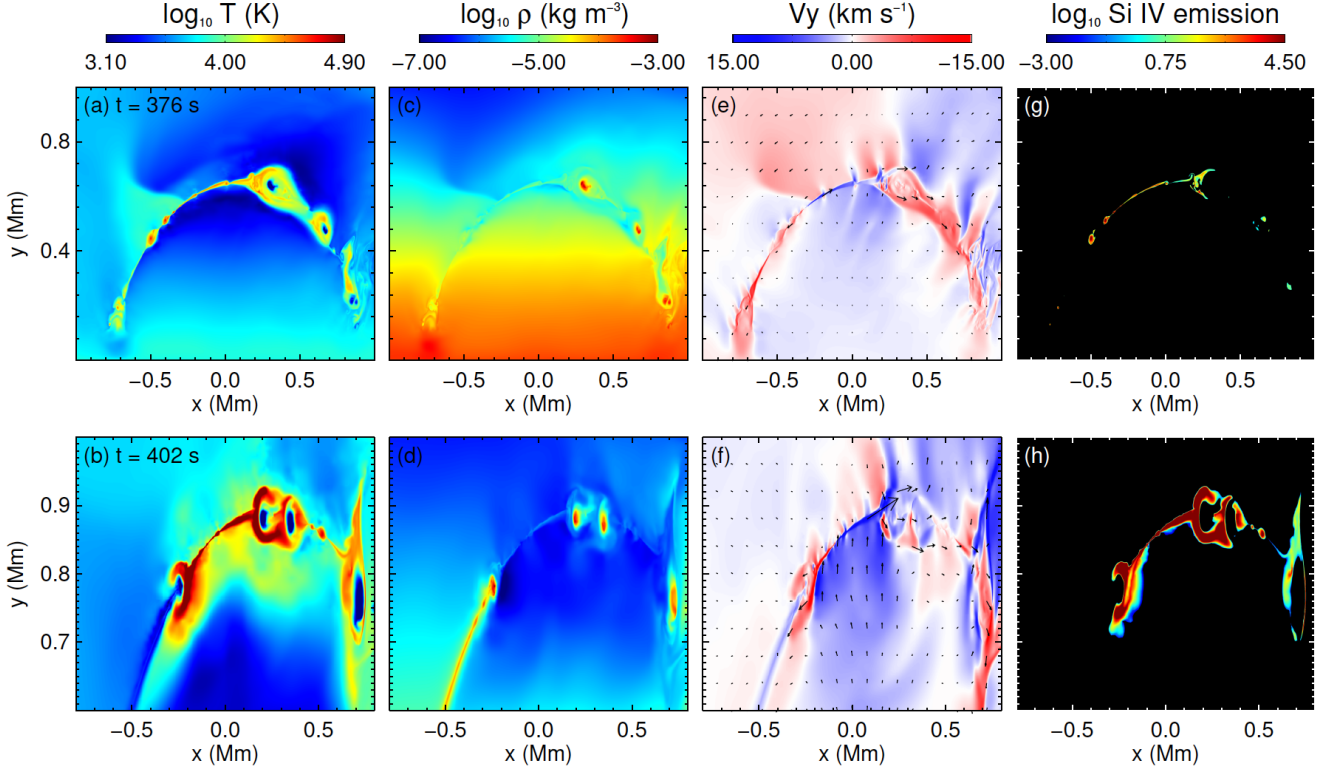 log₁₀ T (K) log₁₀ ρ (kg m⁻³) Vy (km s⁻¹) log₁₀ Si IV emission
3.10 4.00 4.90 −7.00 −5.00 −3.00 15.00 0.00 −15.00 −3.00 0.75 4.50
(a) t = 376 s (c) (e) (g)
0.8
y (Mm)
0.4
−0.5 0.0 0.5 −0.5 0.0 0.5 −0.5 0.0 0.5 −0.5 0.0 0.5
x (Mm) x (Mm) x (Mm) x (Mm)
(b) t = 402 s (d) (f) (h)
0.9
y (Mm)
0.8
0.7
−0.5 0.0 0.5 −0.5 0.0 0.5 −0.5 0.0 0.5 −0.5 0.0 0.5
x (Mm) x (Mm) x (Mm) x (Mm)